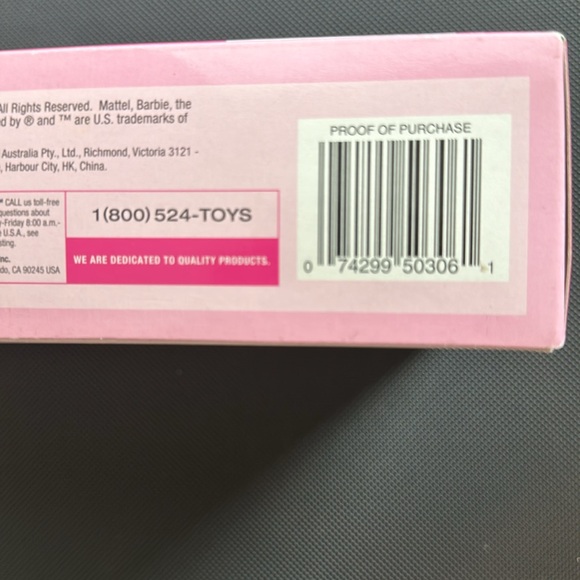 All Rights Reserved. Mattel, Barbie, the
d by ® and ™ are U.S. trademarks of
Australia Pty., Ltd., Richmond, Victoria 3121 -
, Harbour City, HK, China.
CALL us toll-free
questions about
-Friday 8:00 a.m.-
U.S.A., see
sting.
nc.
do, CA 90245 USA
1(800) 524-TOYS
WE ARE DEDICATED TO QUALITY PRODUCTS.
PROOF OF PURCHASE
0 74299 50306 1